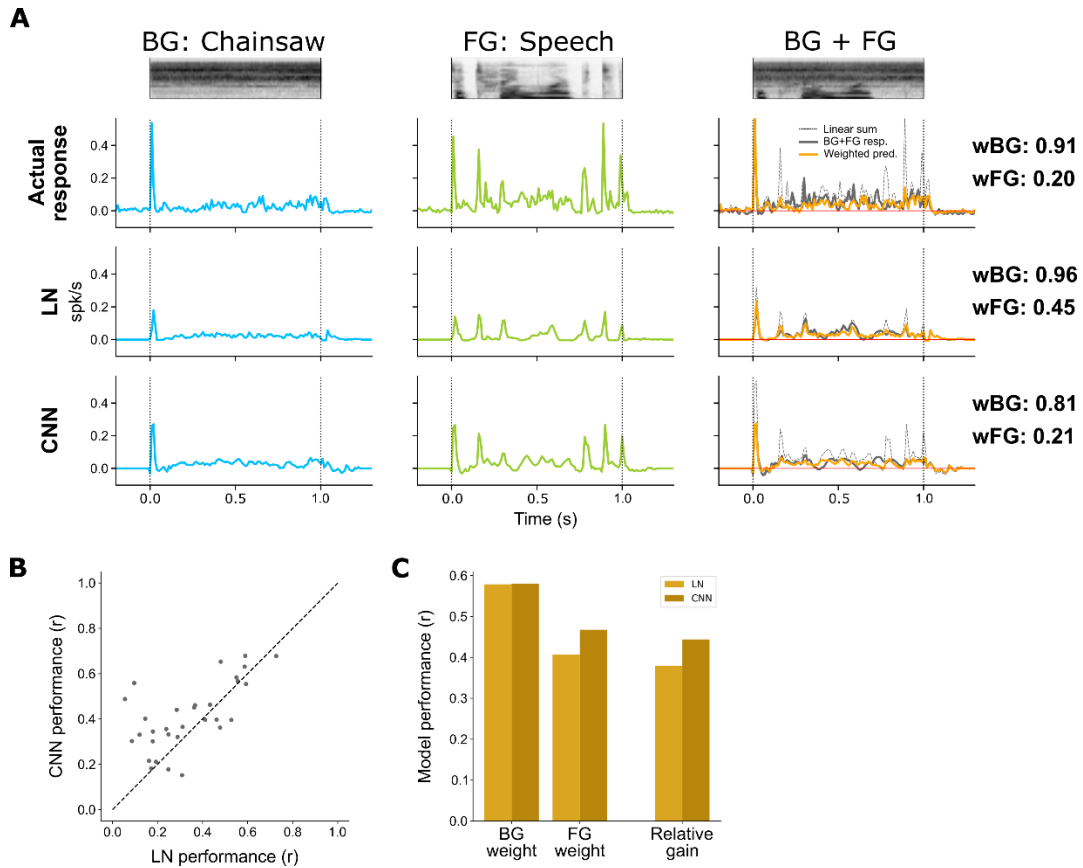 A
BG: Chainsaw
FG: Speech
BG + FG
Actual
response
0.4
0.2
0.0
Linear sum
BG+FG resp.
Weighted pred.
wBG: 0.91
wFG: 0.20
LN
spk/s
0.4
0.2
0.0
wBG: 0.96
wFG: 0.45
CNN
0.4
0.2
0.0
wBG: 0.81
wFG: 0.21
0.0 0.5 1.0
0.0 0.5 1.0
0.0 0.5 1.0
Time (s)
B
CNN performance (r)
1.0
0.8
0.6
0.4
0.2
0.0
0.0 0.2 0.4 0.6 0.8 1.0
LN performance (r)
C
Model performance (r)
0.6
0.5
0.4
0.3
0.2
0.1
0.0
LN
CNN
BG
weight
FG
weight
Relative
gain